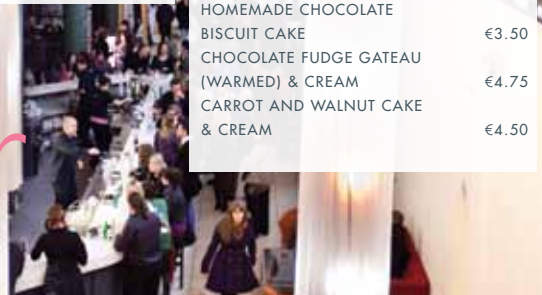 HOMEMADE CHOCOLATE
BISCUIT CAKE €3.50
CHOCOLATE FUDGE GATEAU
(WARMED) & CREAM €4.75
CARROT AND WALNUT CAKE
& CREAM €4.50